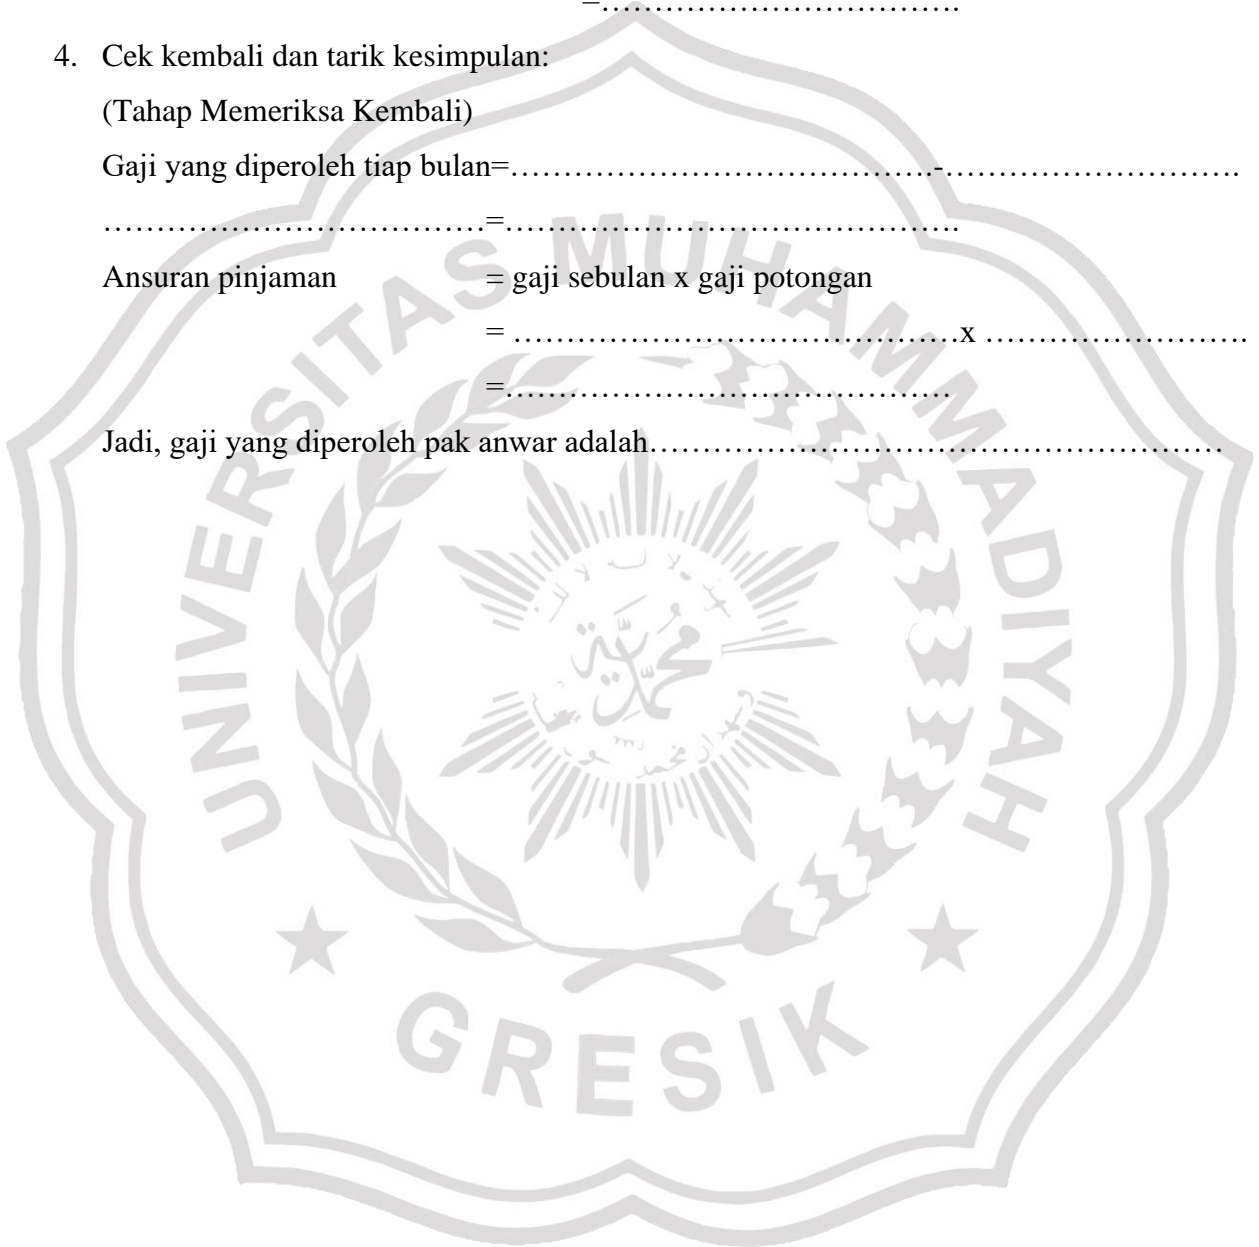 =…………………………….
4. Cek kembali dan tarik kesimpulan:
(Tahap Memeriksa Kembali)
Gaji yang diperoleh tiap bulan=………………………………….-……………………….
………………………………=…………………………………….
Ansuran pinjaman = gaji sebulan x gaji potongan
= ……………………………………x …………………….
=……………………………………
Jadi, gaji yang diperoleh pak anwar adalah………………………………………………
UNIVERSITAS MUHAMMADIYAH
GRESIK